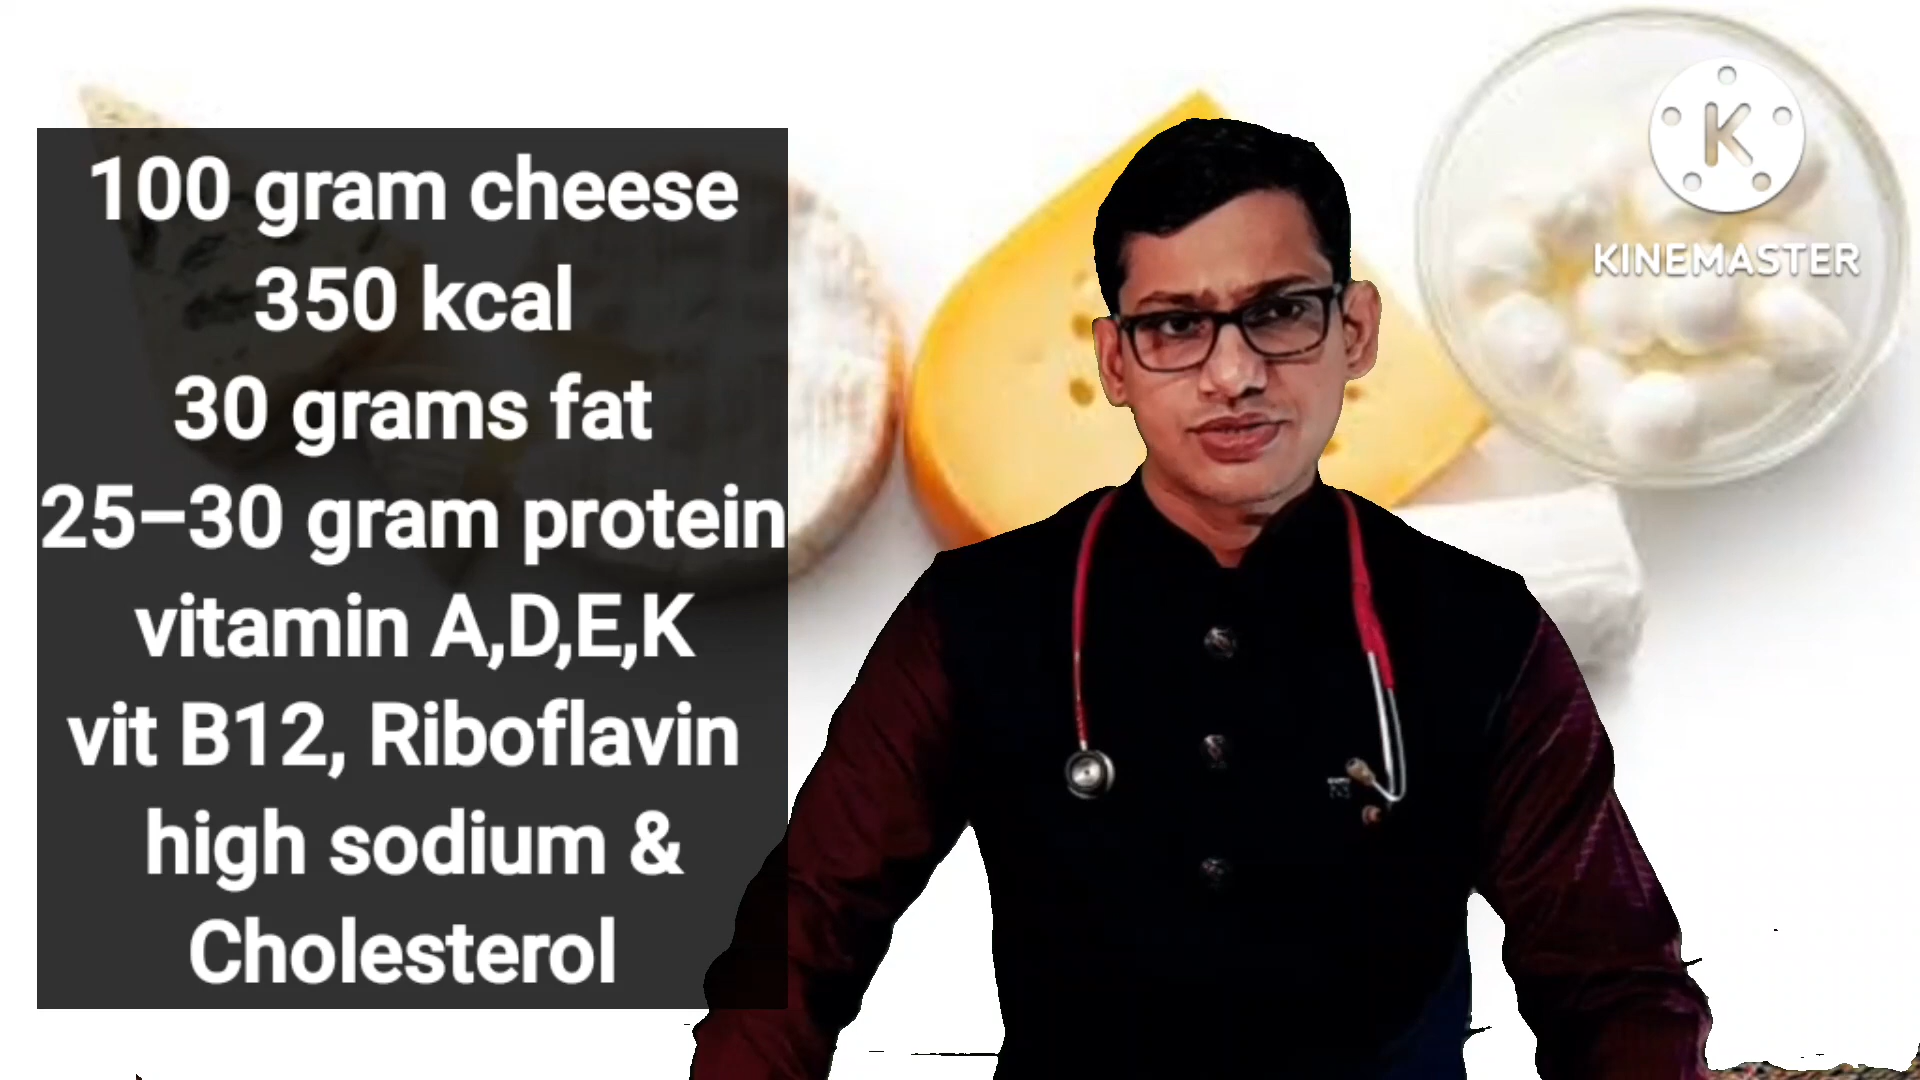 100 gram cheese
350 kcal
30 grams fat
25–30 gram protein
vitamin A,D,E,K
vit B12, Riboflavin
high sodium &
Cholesterol
K
KINEMASTER